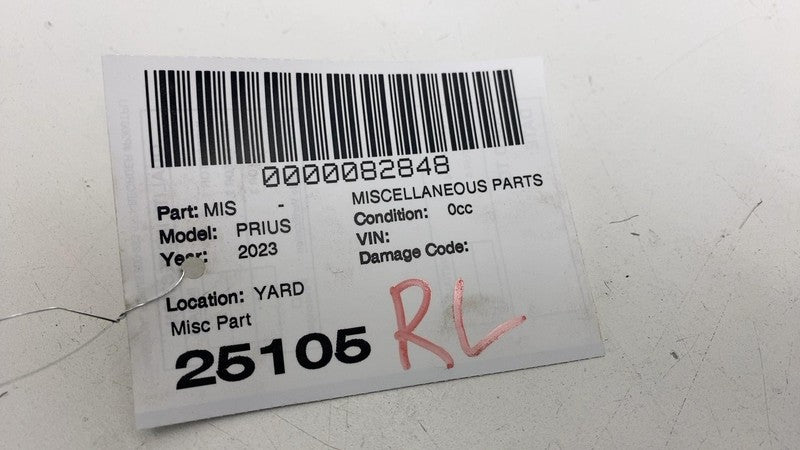 0000082848
Part: MIS - MISCELLANEOUS PARTS
Model: PRIUS Condition: 0cc
Year: 2023 VIN:
Damage Code:
Location: YARD
Misc Part
25105 RL